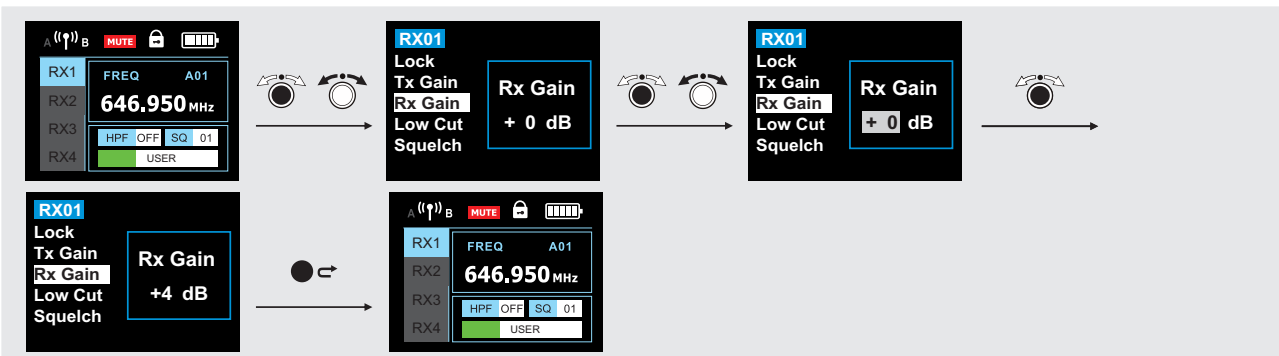 A B MUTE
RX1 FREQ A01
RX2 646.950 MHz
RX3 HPF OFF SQ 01
RX4 USER
RX01
Lock
Tx Gain
Rx Gain
Low Cut
Squelch
Rx Gain
+ 0 dB
RX01
Lock
Tx Gain
Rx Gain
Low Cut
Squelch
Rx Gain
+ 0 dB
RX01
Lock
Tx Gain
Rx Gain
Low Cut
Squelch
Rx Gain
+4 dB
A B MUTE
RX1 FREQ A01
RX2 646.950 MHz
RX3 HPF OFF SQ 01
RX4 USER